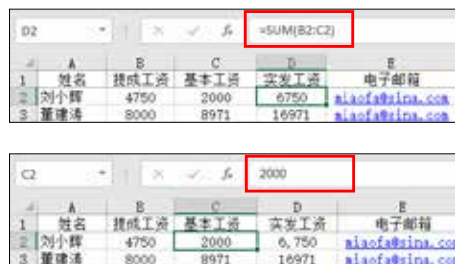 D2 =SUM(B2:C2)
A B C D E
1 姓名 提成工资 基本工资 实发工资 电子邮箱
2 刘小辉 4750 2000 6750 miaofa@sina.com
3 董建涛 8000 8971 16971 miaofa@sina.com
C2 2000
A B C D E
1 姓名 提成工资 基本工资 实发工资 电子邮箱
2 刘小辉 4750 2000 6,750 miaofa@sina.co
3 董建涛 8000 8971 16971 miaofa@sina.co